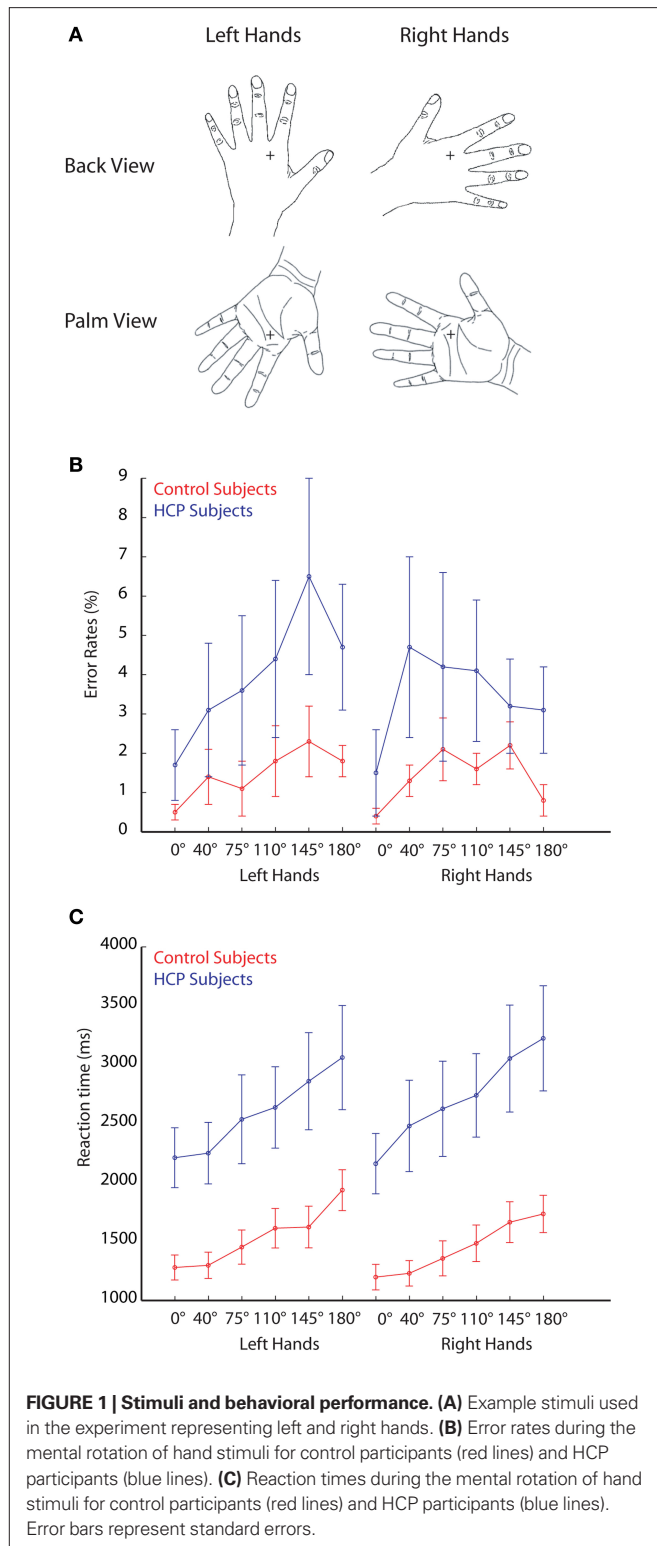 A
Left Hands Right Hands
Back View
Palm View
B
9
8
7
6
5
4
3
2
1
0
Error Rates (%)
Control Subjects
HCP Subjects
0° 40° 75° 110° 145° 180° 0° 40° 75° 110° 145° 180°
Left Hands Right Hands
C
4000
3500
3000
2500
2000
1500
1000
Reaction time (ms)
Control Subjects
HCP Subjects
0° 40° 75° 110° 145° 180° 0° 40° 75° 110° 145° 180°
Left Hands Right Hands
FIGURE 1 | Stimuli and behavioral performance. (A) Example stimuli used
in the experiment representing left and right hands. (B) Error rates during the
mental rotation of hand stimuli for control participants (red lines) and HCP
participants (blue lines). (C) Reaction times during the mental rotation of hand
stimuli for control participants (red lines) and HCP participants (blue lines).
Error bars represent standard errors.